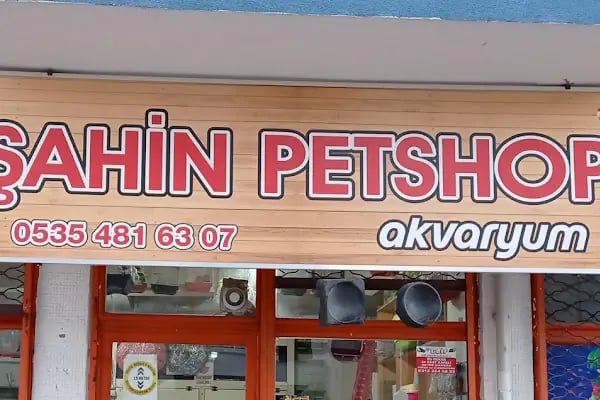 ŞAHİN PETSHOP
0535 481 63 07
akvaryum